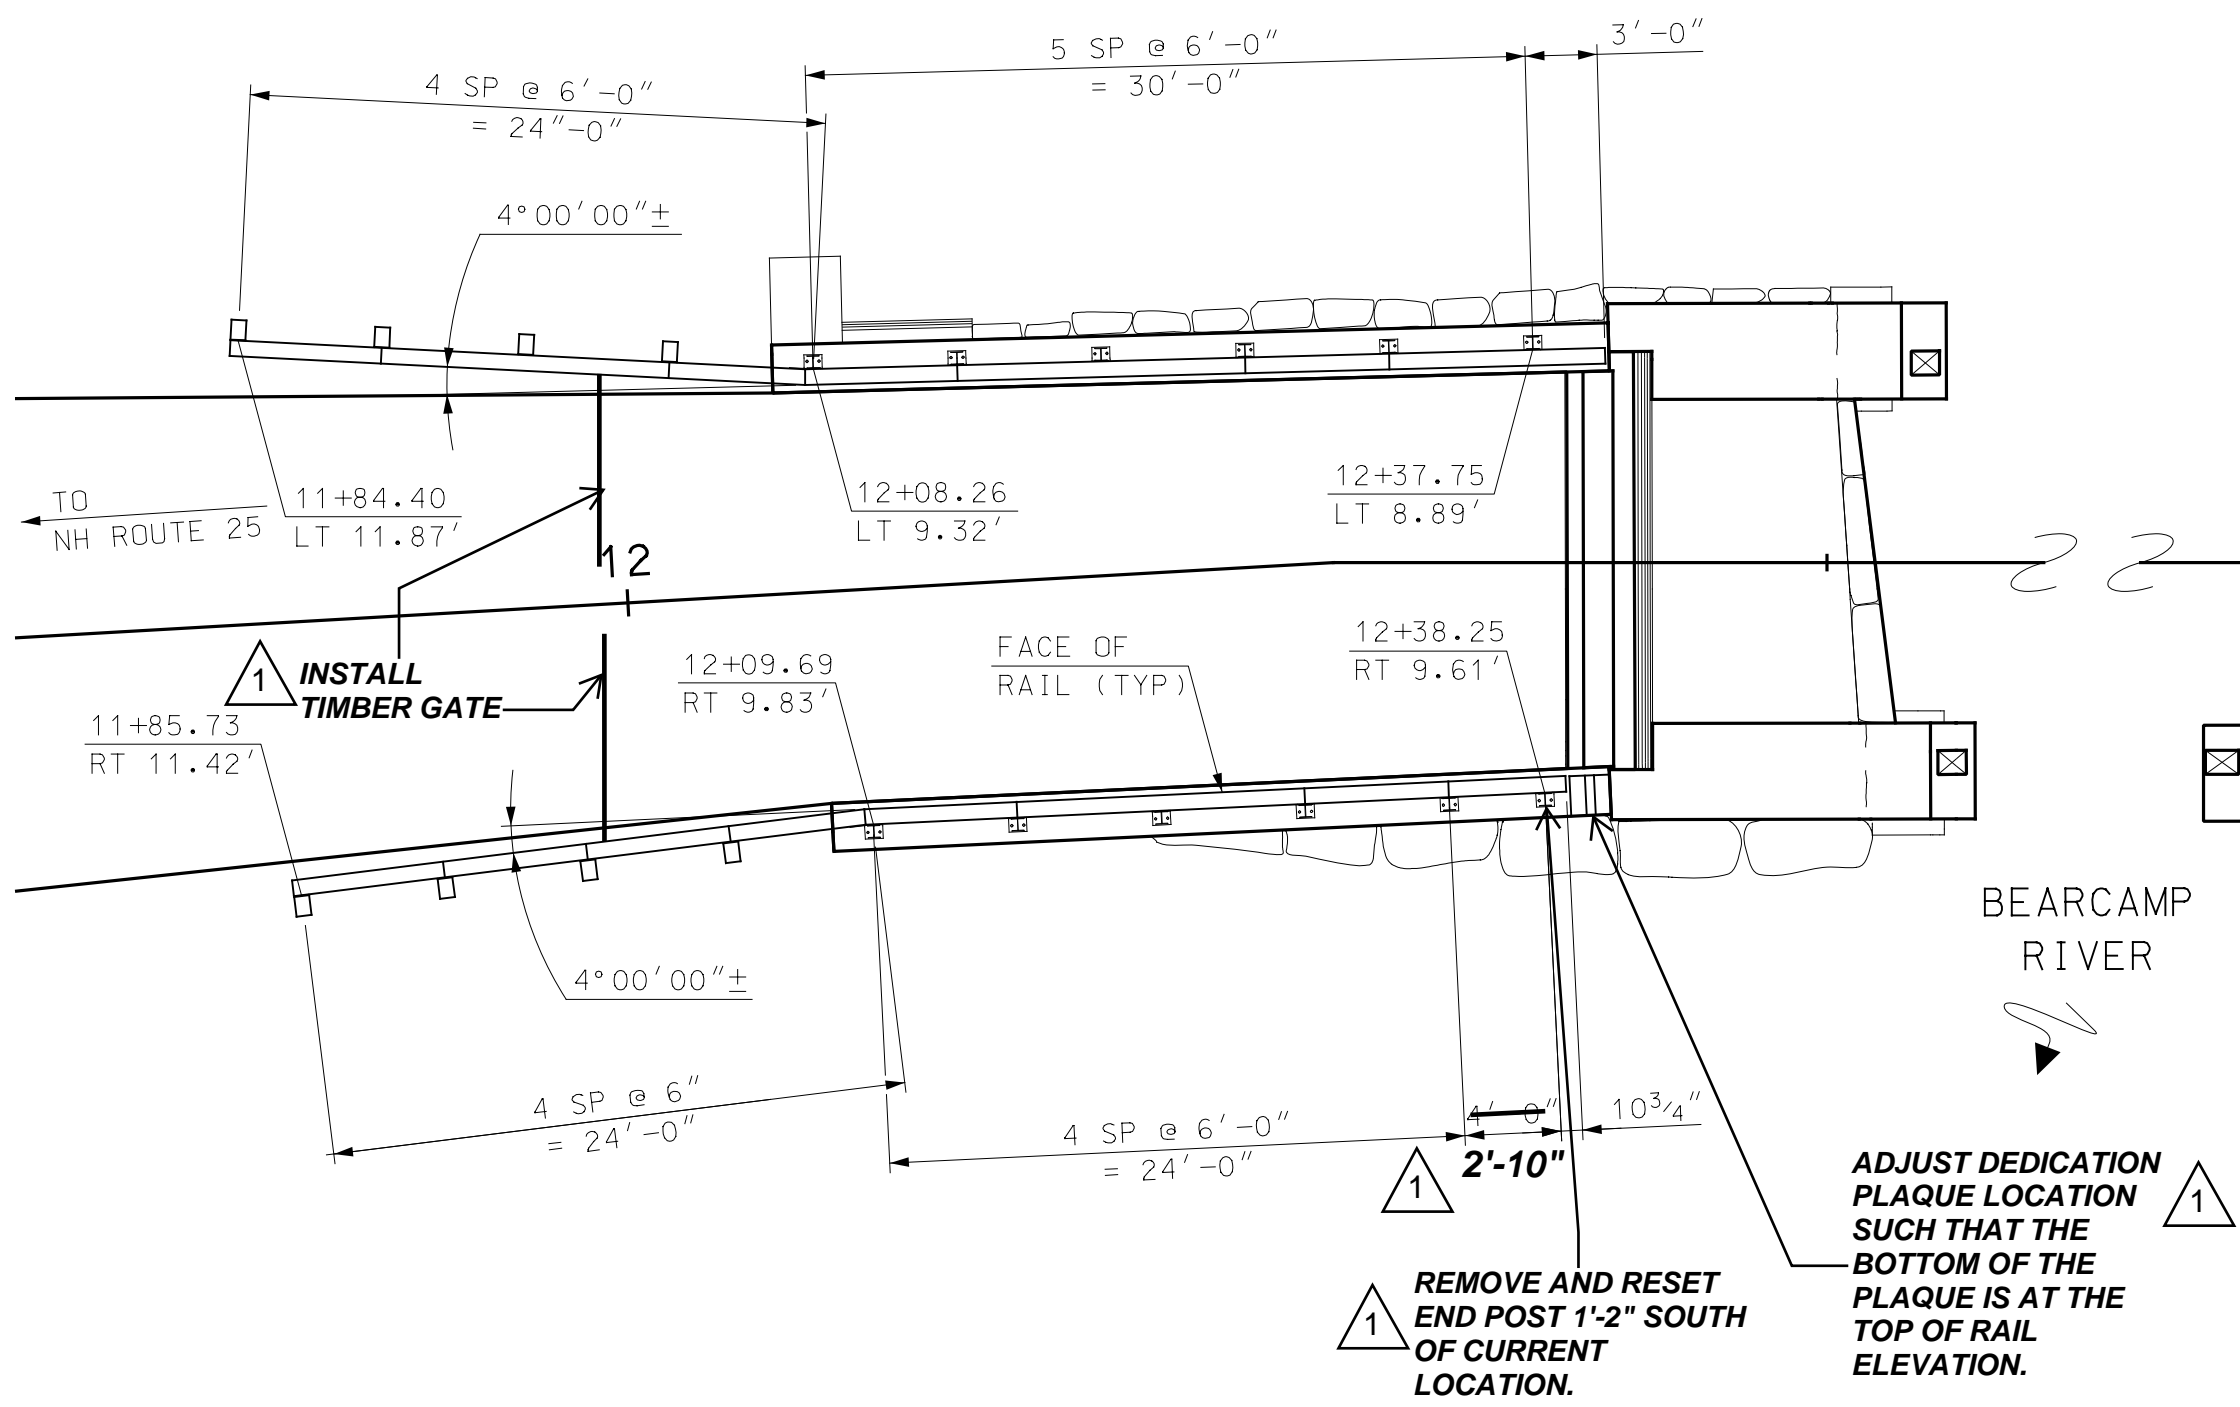 5 SP @ 6'-0"
= 30'-0"
3'-0"
4 SP @ 6'-0"
= 24"-0"
4°00'00"±
TO
NH ROUTE 25
11+84.40
LT 11.87'
12+08.26
LT 9.32'
12+37.75
LT 8.89'
12
1
INSTALL
TIMBER GATE
11+85.73
RT 11.42'
12+09.69
RT 9.83'
FACE OF
RAIL (TYP)
12+38.25
RT 9.61'
BEARCAMP
RIVER
4°00'00"±
4 SP @ 6"
= 24'-0"
4 SP @ 6'-0"
= 24'-0"
4'-0"
10¾"
1
2'-10"
1
REMOVE AND RESET
END POST 1'-2" SOUTH
OF CURRENT
LOCATION.
ADJUST DEDICATION
PLAQUE LOCATION
SUCH THAT THE
BOTTOM OF THE
PLAQUE IS AT THE
TOP OF RAIL
ELEVATION.
1